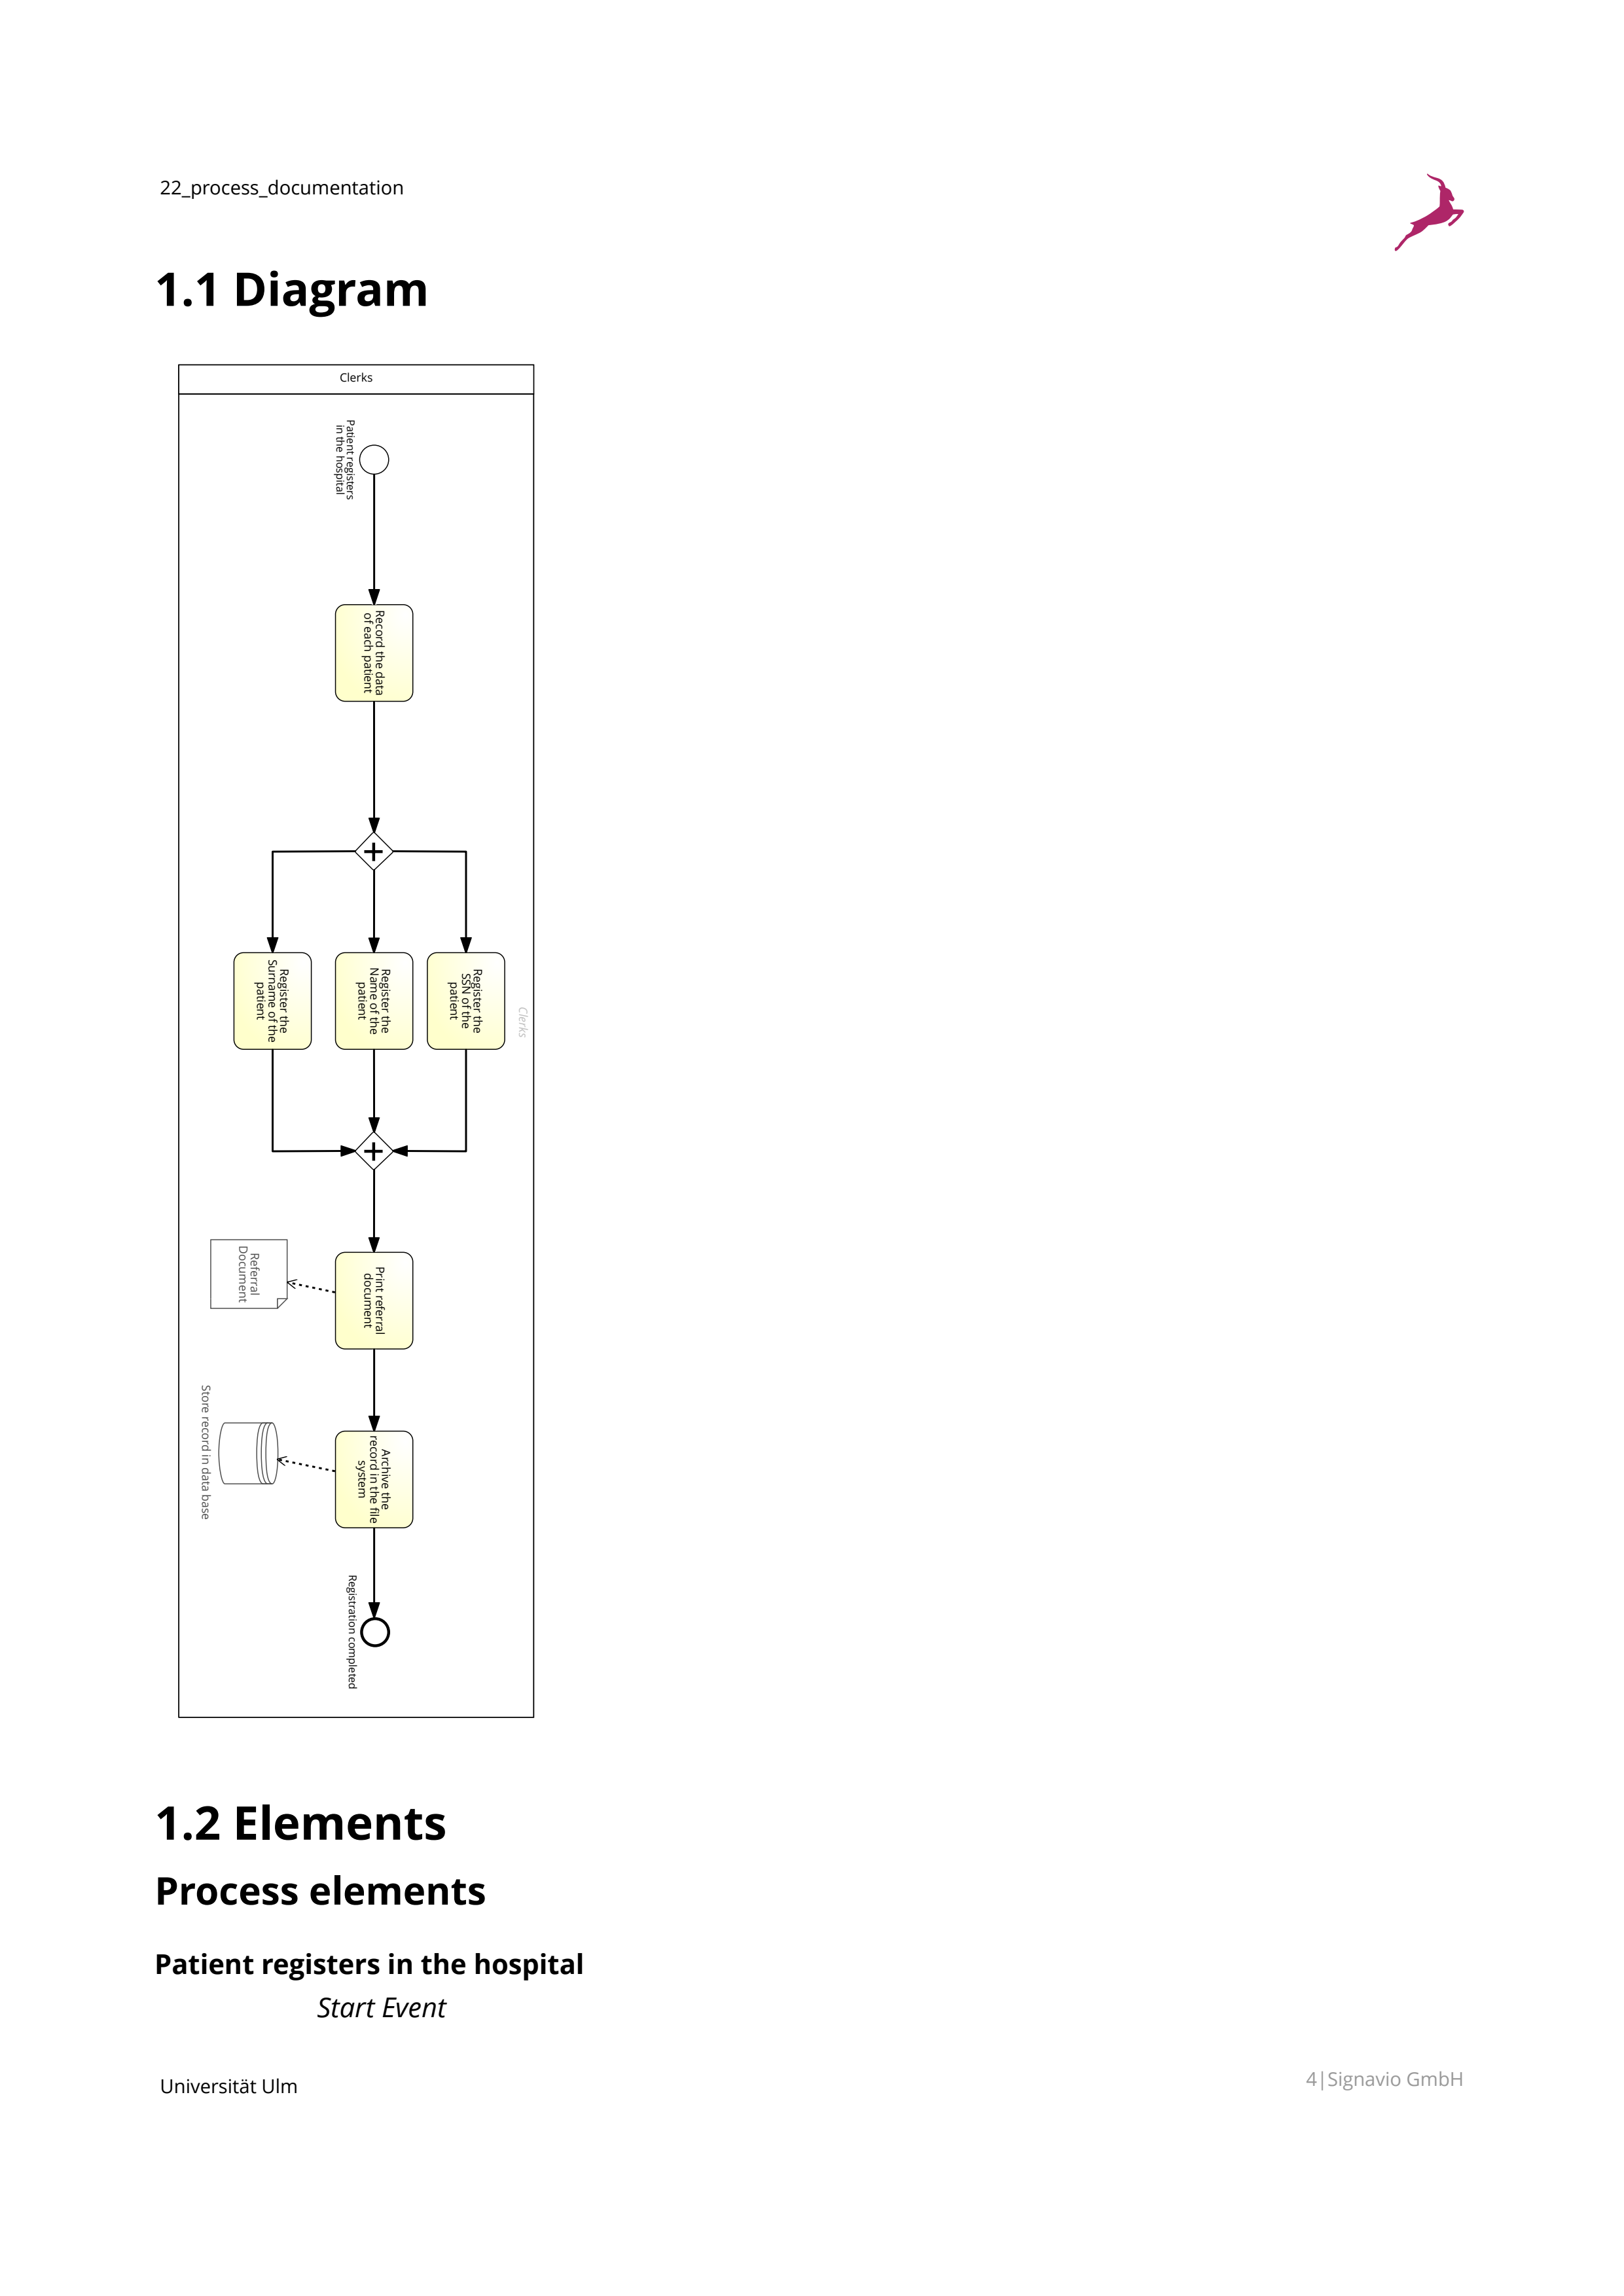 22_process_documentation
1.1 Diagram
Clerks
Patient registers
in the hospital
Record the data
of each patient
Register the
SSN of the
patient
Clerks
Register the
Name of the
patient
Register the
Surname of the
patient
Print referral
document
Referral
Document
Archive the
record in the file
system
Store record in data base
Registration completed
1.2 Elements
Process elements
Patient registers in the hospital
Start Event
Universität Ulm
4|Signavio GmbH